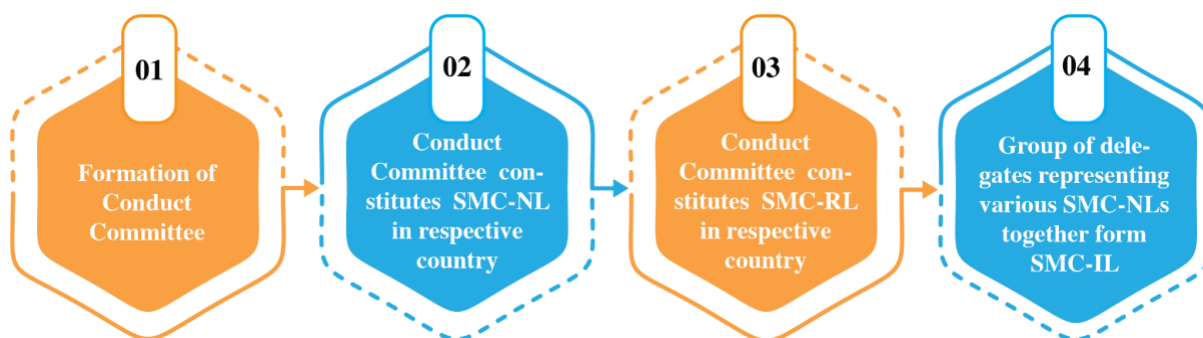 01
Formation of
Conduct
Committee
02
Conduct
Committee con-
stitutes SMC-NL
in respective
country
03
Conduct
Committee con-
stitutes SMC-RL
in respective
country
04
Group of dele-
gates representing
various SMC-NLs
together form
SMC-IL